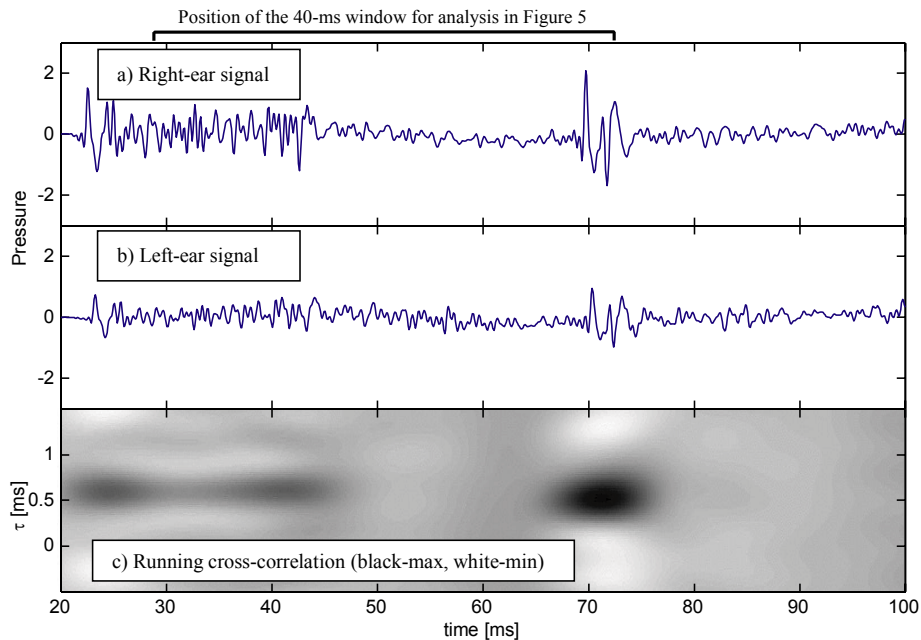 Position of the 40-ms window for analysis in Figure 5
2
a) Right-ear signal
0
-2
Pressure
2
b) Left-ear signal
0
-2
1
τ [ms]
0.5
0
c) Running cross-correlation (black-max, white-min)
20 30 40 50 60 70 80 90 100
time [ms]